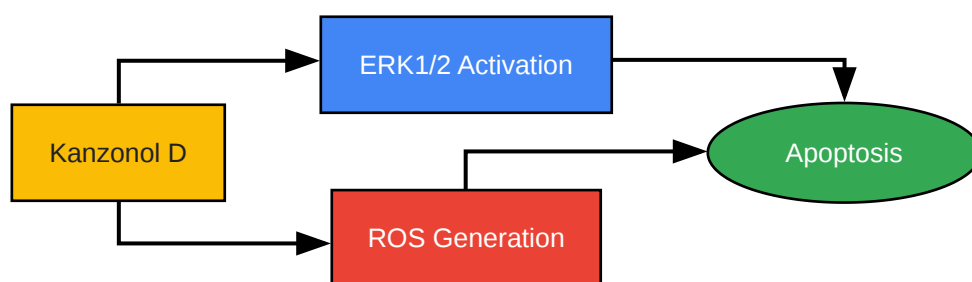 ERK1/2 Activation
Kanzonol D
Apoptosis
ROS Generation